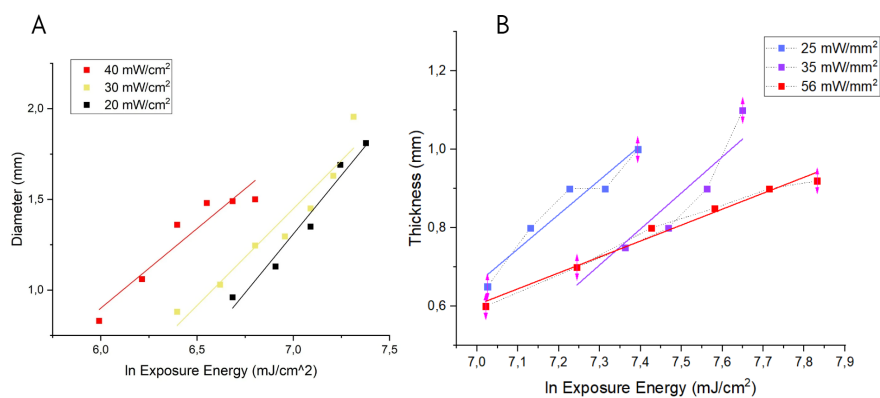 A
40 mW/cm²
30 mW/cm²
20 mW/cm²
Diameter (mm)
2,0
1,5
1,0
6,0 6,5 7,0 7,5
ln Exposure Energy (mJ/cm^2)
B
25 mW/mm²
35 mW/mm²
56 mW/mm²
Thickness (mm)
1,2
1,0
0,8
0,6
7,0 7,1 7,2 7,3 7,4 7,5 7,6 7,7 7,8 7,9
ln Exposure Energy (mJ/cm²)